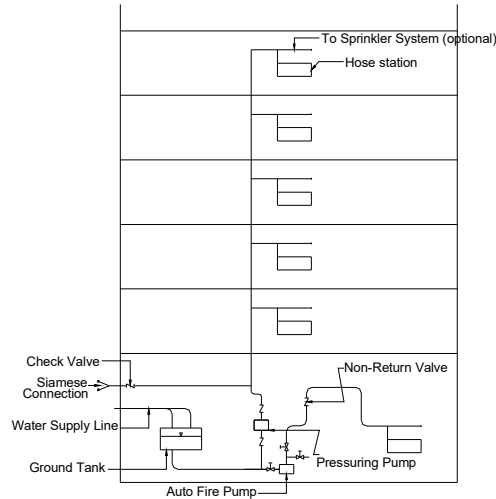 To Sprinkler System (optional)
Hose station
Check Valve
Siamese
Connection
Non-Return Valve
Water Supply Line
Ground Tank
Pressuring Pump
Auto Fire Pump